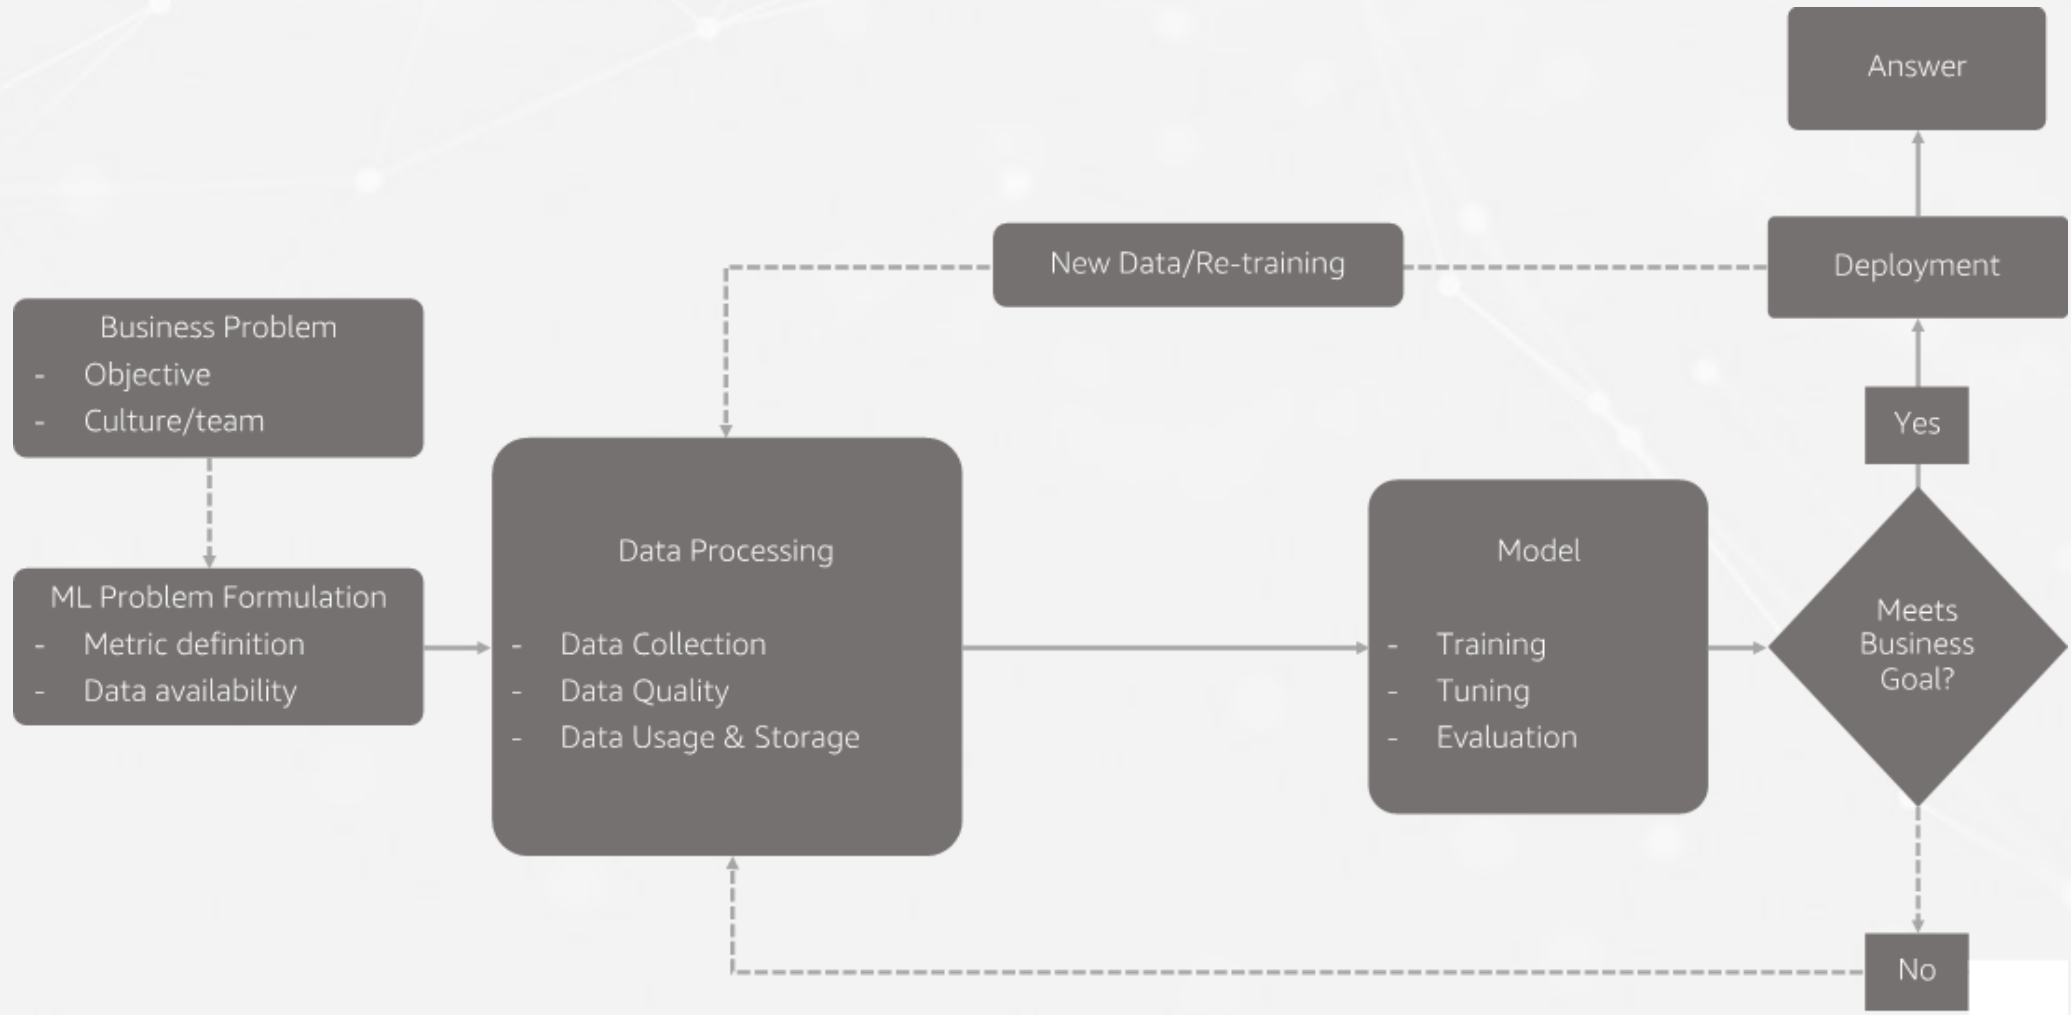 Answer
New Data/Re-training
Deployment
Business Problem
- Objective
- Culture/team
Yes
ML Problem Formulation
- Metric definition
- Data availability
Data Processing
- Data Collection
- Data Quality
- Data Usage & Storage
Model
- Training
- Tuning
- Evaluation
Meets
Business
Goal?
No